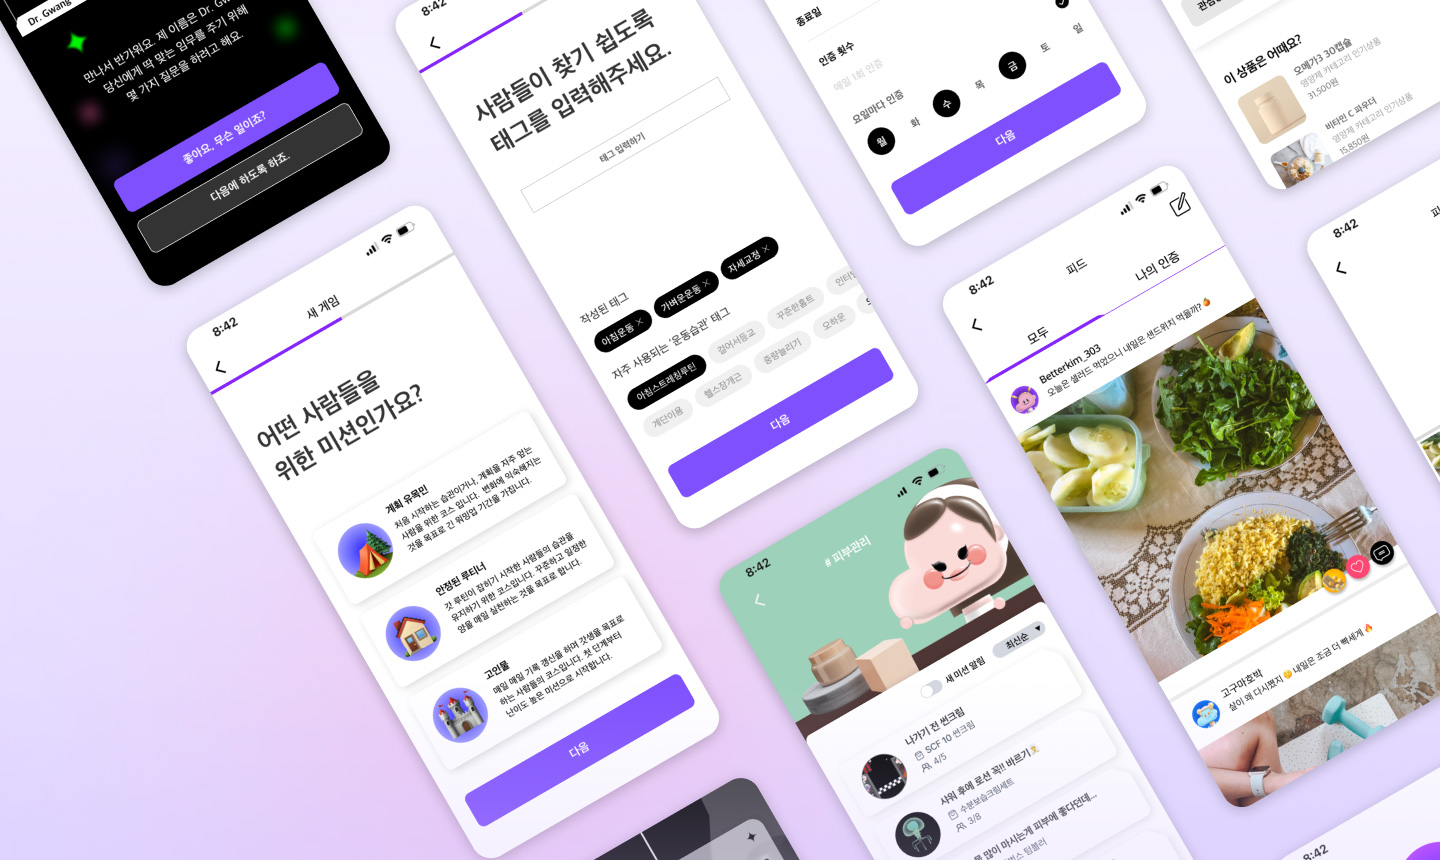 Dr. Gwang
만나서 반가워요. 제 이름은 Dr. Gw
당신에게 딱 맞는 임무를 주기 위해
몇 가지 질문을 하려고 해요.
좋아요, 무슨 일이죠?
다음에 하도록 하죠.
8:42
새 게임
어떤 사람들을
위한 미션인가요?
계획 유목민
처음 시작하는 습관이거나, 계획을 자주 엎는
사람을 위한 코스 입니다. 변화에 익숙해지는
것을 목표로 긴 워밍업 기간을 가집니다.
안정된 루티너
갓 루틴이 잡히기 시작한 사람들의 습관을
유지하기 위한 코스입니다. 꾸준하고 일정한
양을 매일 실천하는 것을 목표로 합니다.
고인물
매일 매일 기록 갱신을 하며 갓생을 목표로
하는 사람들의 코스입니다. 첫 단계부터
난이도 높은 미션으로 시작합니다.
다음
8:42
사람들이 찾기 쉽도록
태그를 입력해주세요.
태그 입력하기
작성된 태그
아침운동
가벼운운동
자세교정
자주 사용되는 '운동습관' 태그
아침스트레칭루틴
걸어서등교
꾸준한홈트
계단이용
헬스장개근
중량늘리기
오하운
다음
종료일
인증 횟수
매일 1회 인증
요일마다 인증
월
화
수
목
금
토
일
다음
8:42
# 피부관리
새 미션 알림
최신순
나가기 전 썬크림
SCF 10 썬크림
4/5
샤워 후에 로션 꼭!! 바르기
수분보습크림세트
3/8
많이 마시는게 피부에 좋다던데...
텀블러
8:42
피드
모두
나의 인증
Betterkim_303
오늘은 샐러드 먹었으니 내일은 샌드위치 먹을까?🔥
고구마호박
살이 왜 다시쪘지 내일은 조금 더 빡세게 🔥
이 상품은 어때요?
오메가3 30캡슐
영양제 카테고리 인기상품
31,500원
비타민 C 파우더
영양제 카테고리 인기상품
15,850원
8:42
8:42